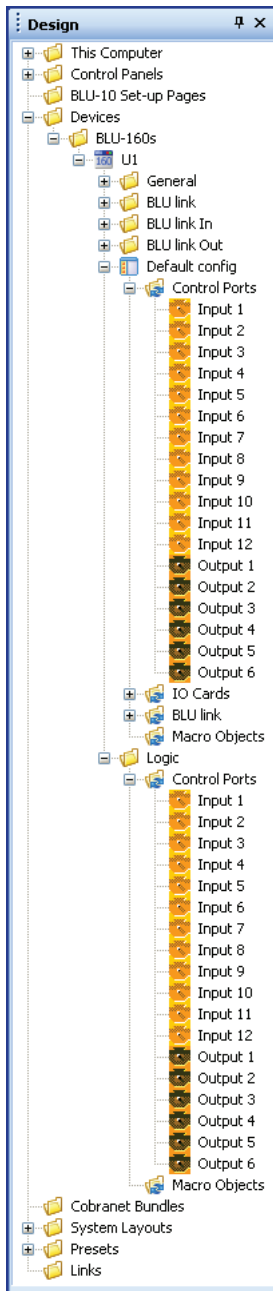 Design
This Computer
Control Panels
BLU-10 Set-up Pages
Devices
BLU-160s
160 U1
General
BLU link
BLU link In
BLU link Out
Default config
Control Ports
Input 1
Input 2
Input 3
Input 4
Input 5
Input 6
Input 7
Input 8
Input 9
Input 10
Input 11
Input 12
Output 1
Output 2
Output 3
Output 4
Output 5
Output 6
IO Cards
BLU link
Macro Objects
Logic
Control Ports
Input 1
Input 2
Input 3
Input 4
Input 5
Input 6
Input 7
Input 8
Input 9
Input 10
Input 11
Input 12
Output 1
Output 2
Output 3
Output 4
Output 5
Output 6
Macro Objects
Cobranet Bundles
System Layouts
Presets
Links